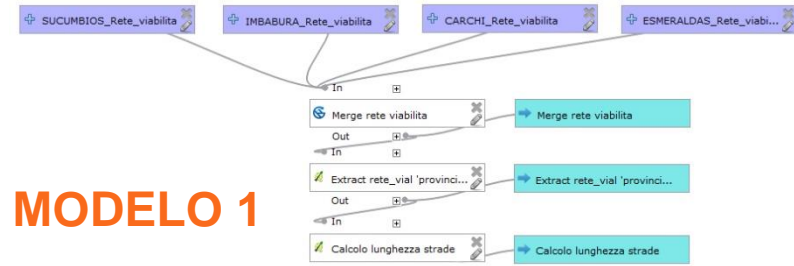 SUCUMBIOS_Rete_viabilita
IMBABURA_Rete_viabilita
CARCHI_Rete_viabilita
ESMERALDAS_Rete_viabi...
In
Merge rete viabilita
Merge rete viabilita
Out
In
Extract rete_vial 'provinci...
Extract rete_vial 'provinci...
Out
MODELO 1
In
Calcolo lunghezza strade
Calcolo lunghezza strade